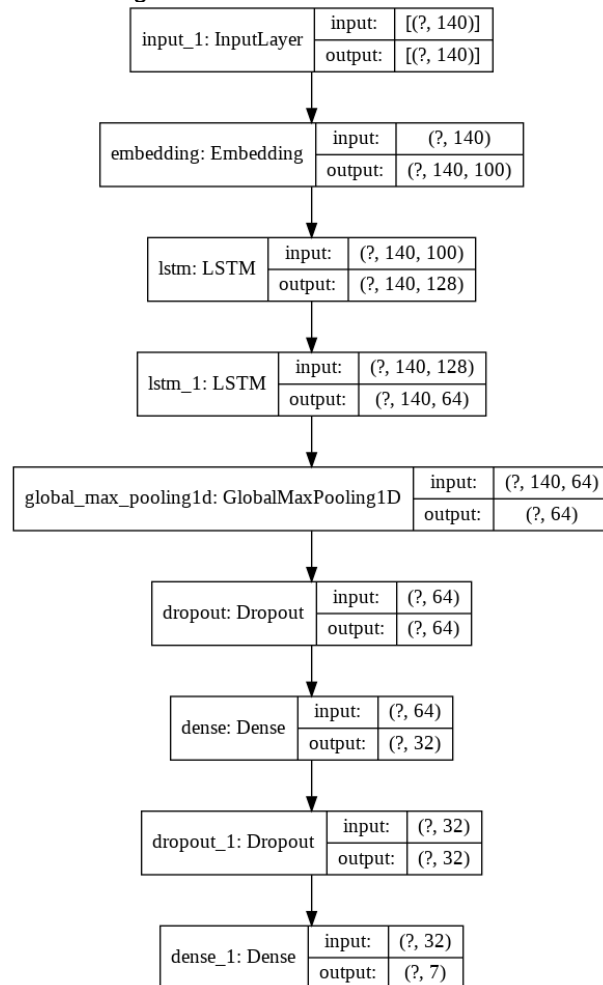 input_1: InputLayer
input: [(?, 140)]
output: [(?, 140)]
embedding: Embedding
input: (?, 140)
output: (?, 140, 100)
lstm: LSTM
input: (?, 140, 100)
output: (?, 140, 128)
lstm_1: LSTM
input: (?, 140, 128)
output: (?, 140, 64)
global_max_pooling1d: GlobalMaxPooling1D
input: (?, 140, 64)
output: (?, 64)
dropout: Dropout
input: (?, 64)
output: (?, 64)
dense: Dense
input: (?, 64)
output: (?, 32)
dropout_1: Dropout
input: (?, 32)
output: (?, 32)
dense_1: Dense
input: (?, 32)
output: (?, 7)